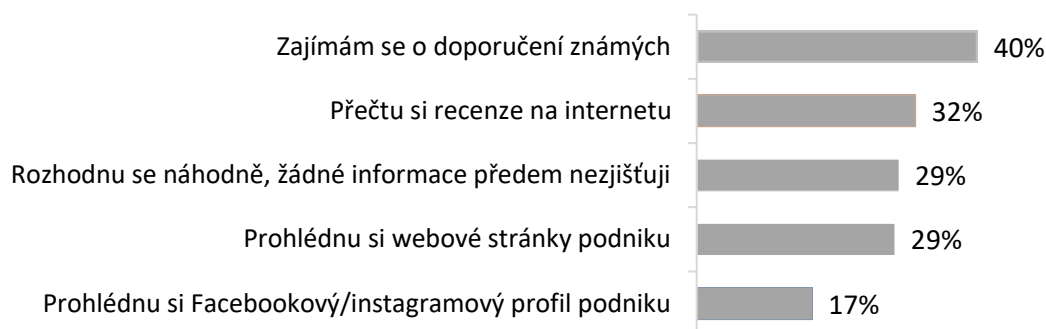 Zajímám se o doporučení známých 40%
Přečtu si recenze na internetu 32%
Rozhodnu se náhodně, žádné informace předem nezjišťuji 29%
Prohlédnu si webové stránky podniku 29%
Prohlédnu si Facebookový/instagramový profil podniku 17%